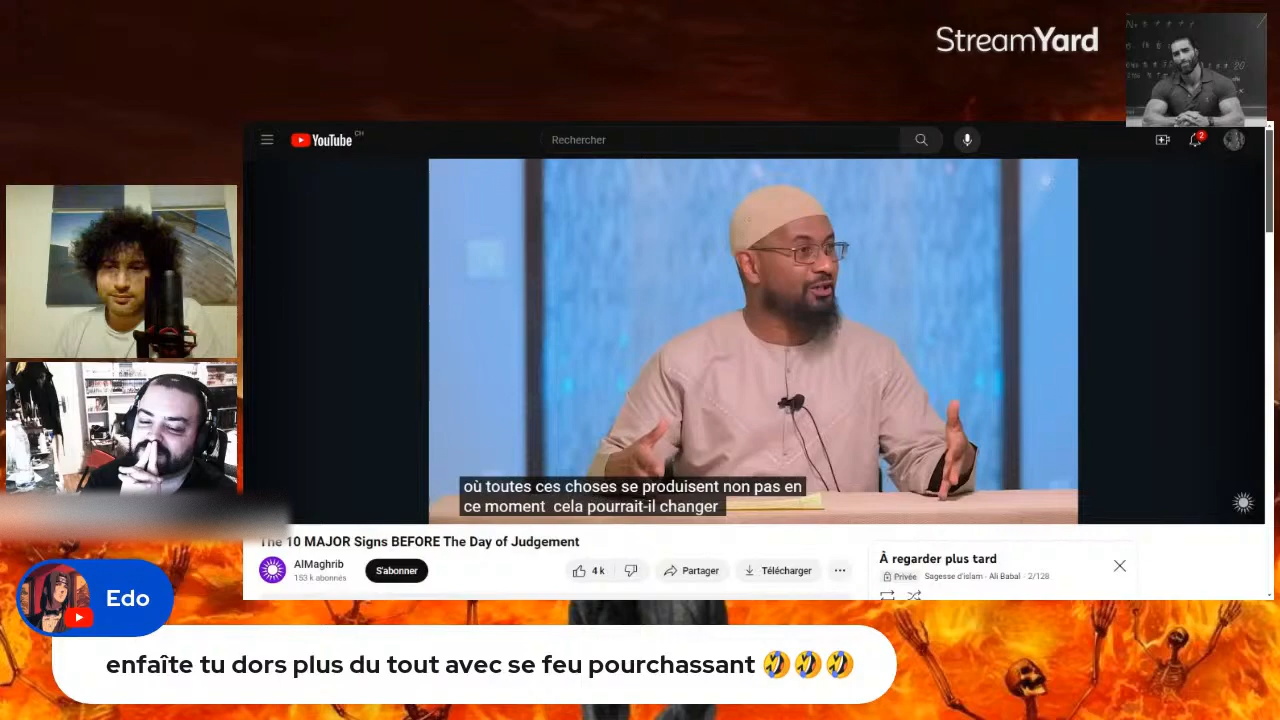 StreamYard
YouTube CH
Rechercher
2
où toutes ces choses se produisent non pas en
ce moment cela pourrait-il changer
The 10 MAJOR Signs BEFORE The Day of Judgement
AlMaghrib
153 k abonnés
S'abonner
4 k
Partager
Télécharger
À regarder plus tard
Privée
Sagesse d'islam - Ali Babal - 2/128
Edo
enfaîte tu dors plus du tout avec se feu pourchassant 🤣🤣🤣